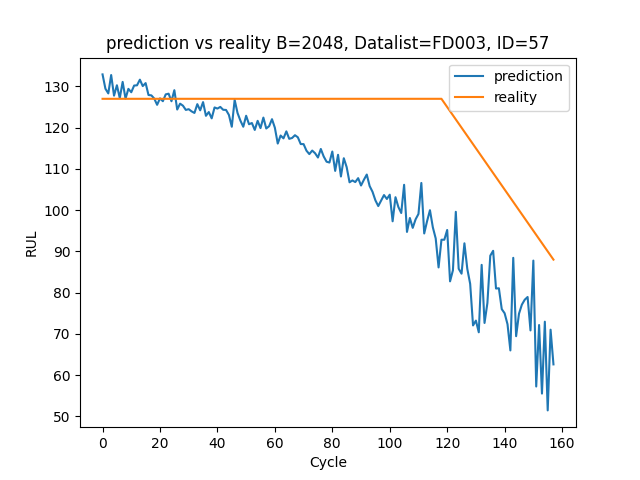 prediction vs reality B=2048, Datalist=FD003, ID=57
prediction
reality
130
120
110
100
90
80
70
60
50
RUL
0 20 40 60 80 100 120 140 160
Cycle